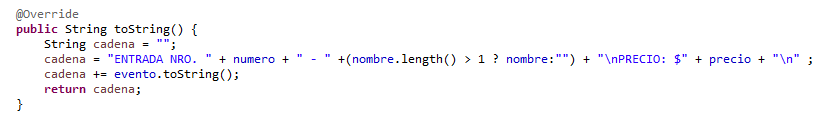 @Override
public String toString() {
    String cadena = "";
    cadena = "ENTRADA NRO. " + numero + " - " +(nombre.length() > 1 ? nombre:"") + "\nPRECIO: $" + precio + "\n" ;
    cadena += evento.toString();
    return cadena;
}